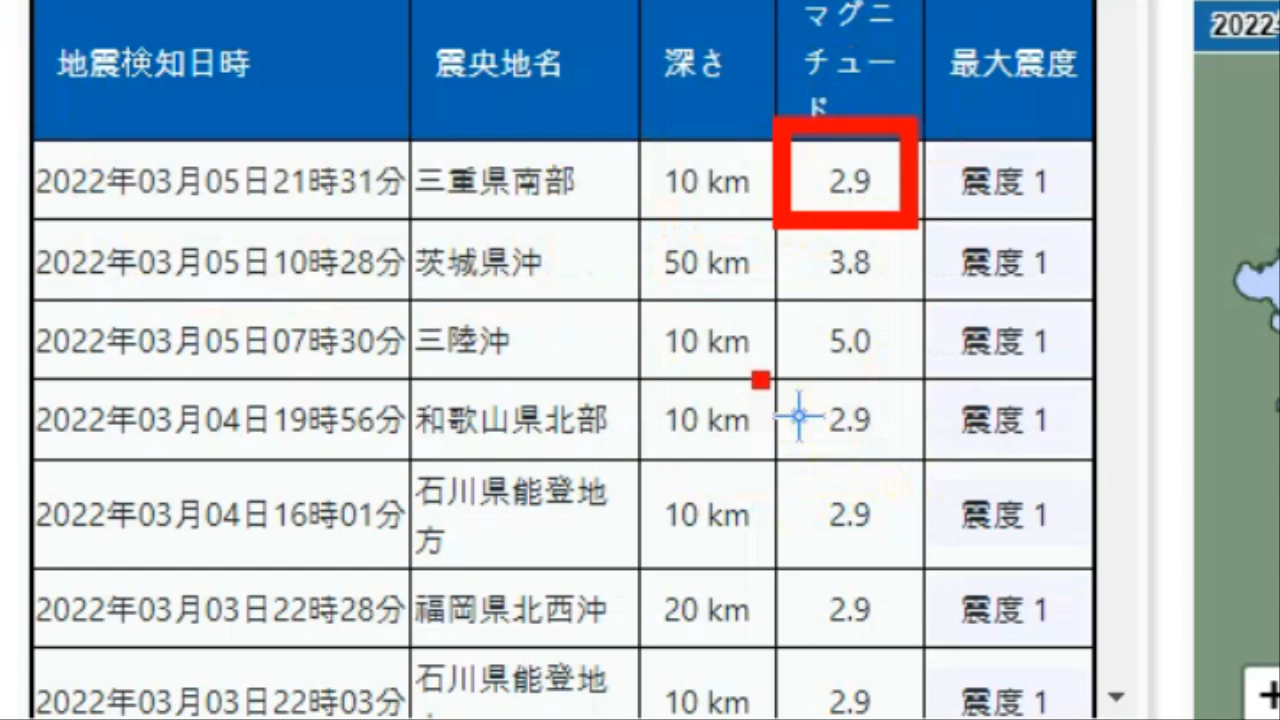 マグニ
チュー
ド
地震検知日時 震央地名 深さ 最大震度
2022年03月05日21時31分 三重県南部 10 km 2.9 震度 1
2022年03月05日10時28分 茨城県沖 50 km 3.8 震度 1
2022年03月05日07時30分 三陸沖 10 km 5.0 震度 1
2022年03月04日19時56分 和歌山県北部 10 km 2.9 震度 1
2022年03月04日16時01分 石川県能登地
方 10 km 2.9 震度 1
2022年03月03日22時28分 福岡県北西沖 20 km 2.9 震度 1
2022年03月03日22時03分 石川県能登地 10 km 2.9 震度 1
2022
+